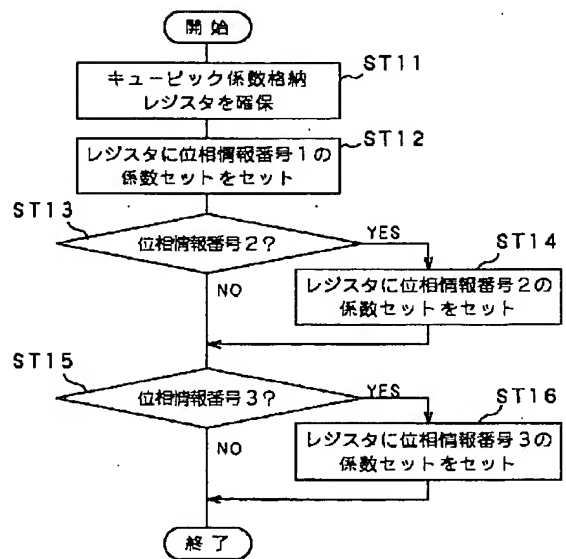 開始
キュービック係数格納
レジスタを確保
ST11
レジスタに位相情報番号1の
係数セットをセット
ST12
ST13
位相情報番号2?
YES
NO
ST14
レジスタに位相情報番号2の
係数セットをセット
ST15
位相情報番号3?
YES
NO
ST16
レジスタに位相情報番号3の
係数セットをセット
終了